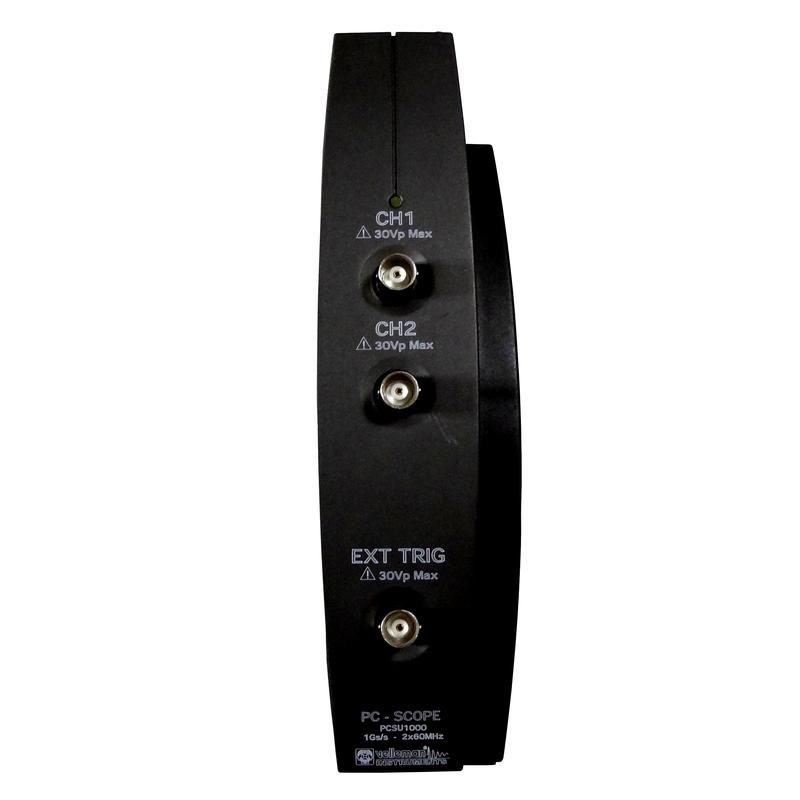 CH1
⚠ 30Vp Max
CH2
⚠ 30Vp Max
EXT TRIG
⚠ 30Vp Max
PC - SCOPE
PCSU1000
1Gs/s - 2x60MHz
velleman
INSTRUMENTS